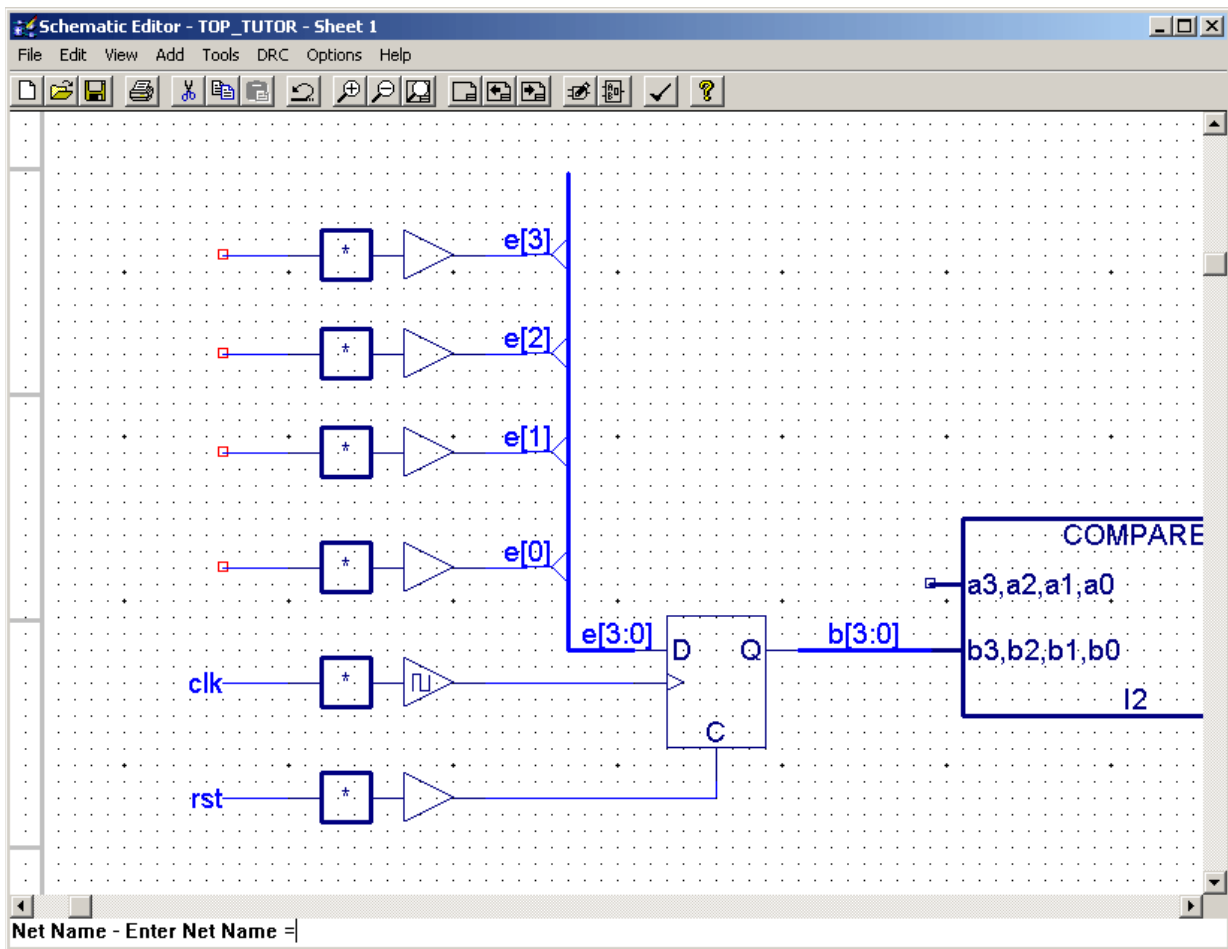 Schematic Editor - TOP_TUTOR - Sheet 1
File Edit View Add Tools DRC Options Help
e[3]
*
e[2]
*
e[1]
*
COMPARE
e[0]
*
a3,a2,a1,a0
e[3:0]
D
Q
b[3:0]
b3,b2,b1,b0
clk
*
I2
C
rst
*
Net Name - Enter Net Name =